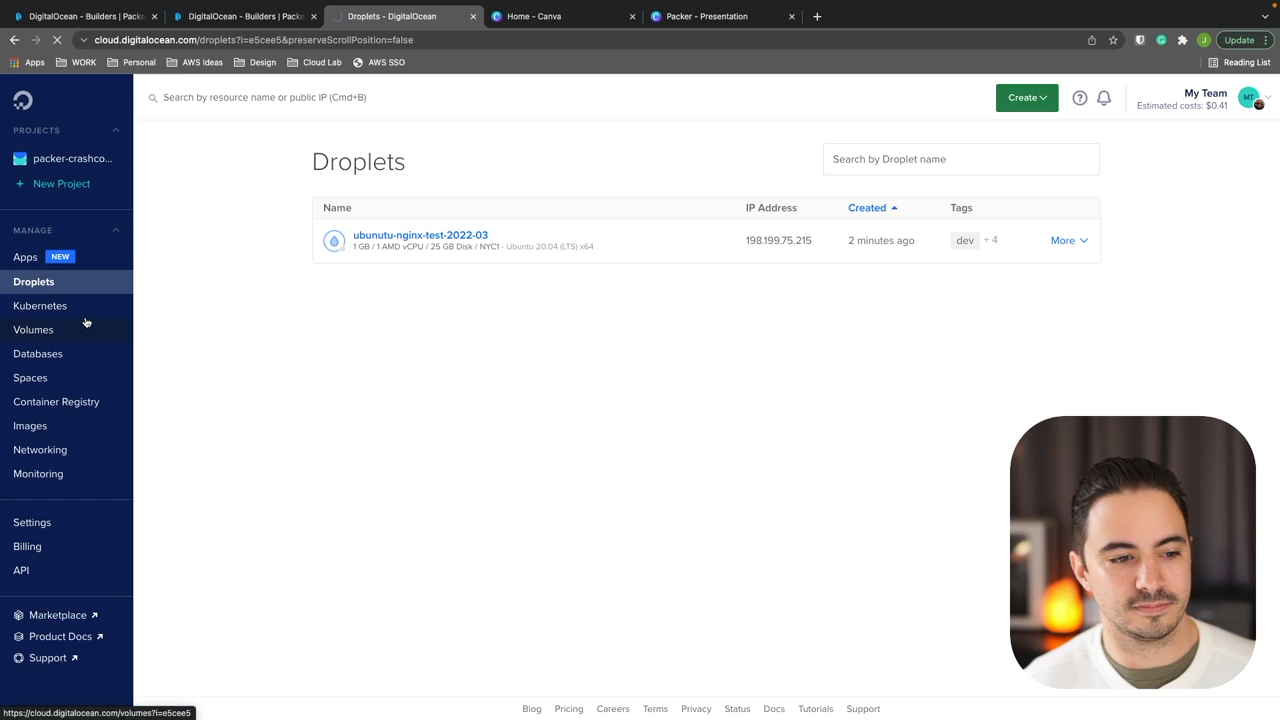 DigitalOcean - Builders | Packe
DigitalOcean - Builders | Packe
Droplets - DigitalOcean
Home - Canva
Packer - Presentation
cloud.digitalocean.com/droplets?i=e5cee5&preserveScrollPosition=false
Update
Apps
WORK
Personal
AWS Ideas
Design
Cloud Lab
AWS SSO
Reading List
Search by resource name or public IP (Cmd+B)
Create
My Team
Estimated costs: $0.41
MT
PROJECTS
packer-crashco...
+ New Project
MANAGE
Apps NEW
Droplets
Kubernetes
Volumes
Databases
Spaces
Container Registry
Images
Networking
Monitoring
Settings
Billing
API
Marketplace
Product Docs
Support
Droplets
Search by Droplet name
Name
IP Address
Created
Tags
ubunutu-nginx-test-2022-03
1 GB / 1 AMD vCPU / 25 GB Disk / NYC1 - Ubuntu 20.04 (LTS) x64
198.199.75.215
2 minutes ago
dev + 4
More
Blog Pricing Careers Terms Privacy Status Docs Tutorials Support
https://cloud.digitalocean.com/volumes?i=e5cee5